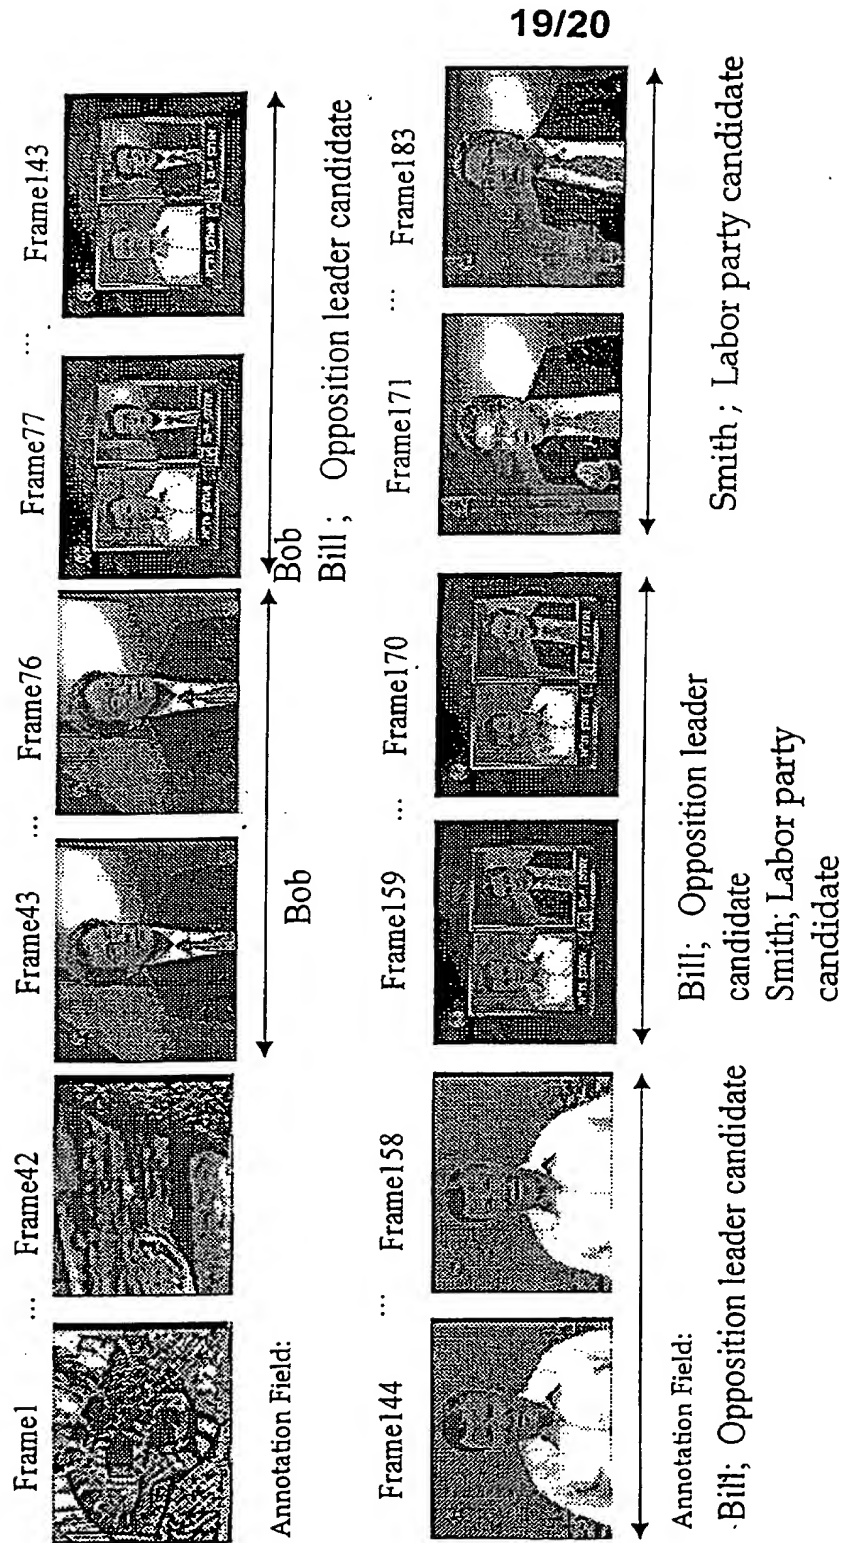 19/20
Frame1 ... Frame42 Frame43 ... Frame76 Frame77 ... Frame143
Annotation Field:
Bob
Bob
Bill ; Opposition leader candidate
Frame144 ... Frame158 Frame159 ... Frame170 Frame171 ... Frame183
Annotation Field:
Bill; Opposition leader candidate
Bill; Opposition leader
candidate
Smith; Labor party
candidate
Smith ; Labor party candidate